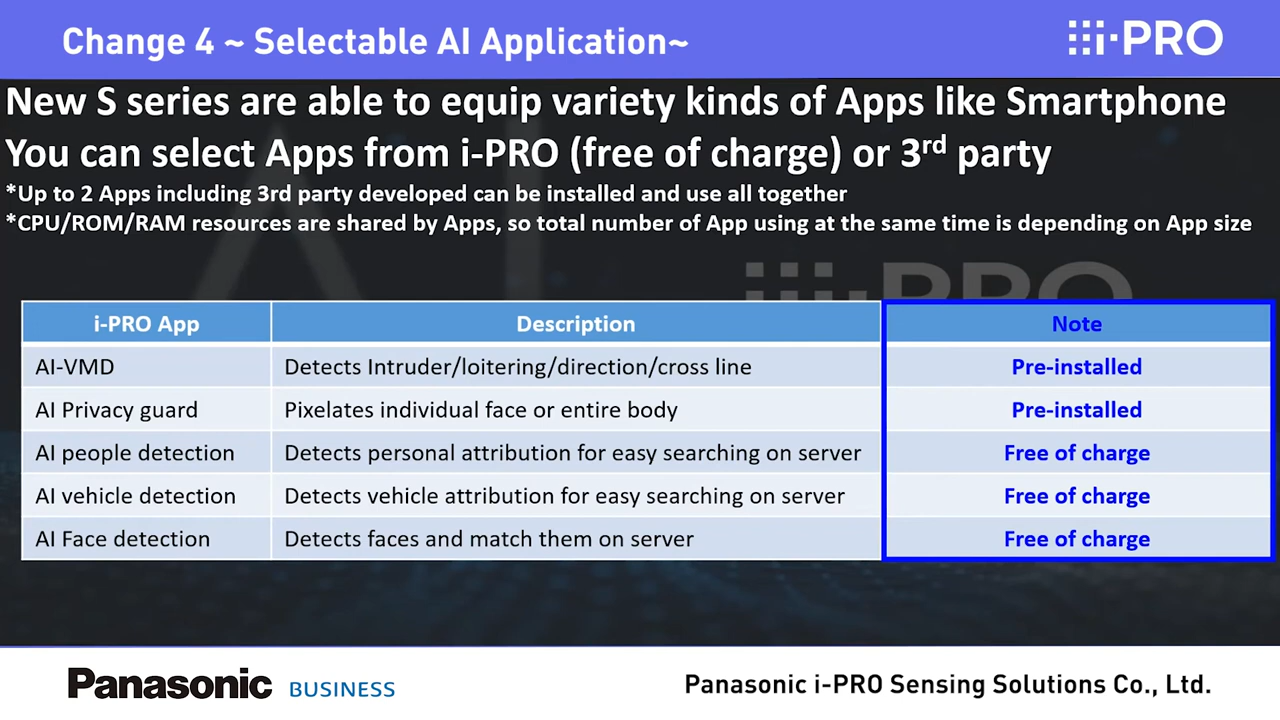 Change 4 ~ Selectable AI Application~
i-PRO
New S series are able to equip variety kinds of Apps like Smartphone
You can select Apps from i-PRO (free of charge) or 3rd party
*Up to 2 Apps including 3rd party developed can be installed and use all together
*CPU/ROM/RAM resources are shared by Apps, so total number of App using at the same time is depending on App size
AI
i-PRO
i-PRO App Description Note
AI-VMD Detects Intruder/loitering/direction/cross line Pre-installed
AI Privacy guard Pixelates individual face or entire body Pre-installed
AI people detection Detects personal attribution for easy searching on server Free of charge
AI vehicle detection Detects vehicle attribution for easy searching on server Free of charge
AI Face detection Detects faces and match them on server Free of charge
Panasonic BUSINESS
Panasonic i-PRO Sensing Solutions Co., Ltd.